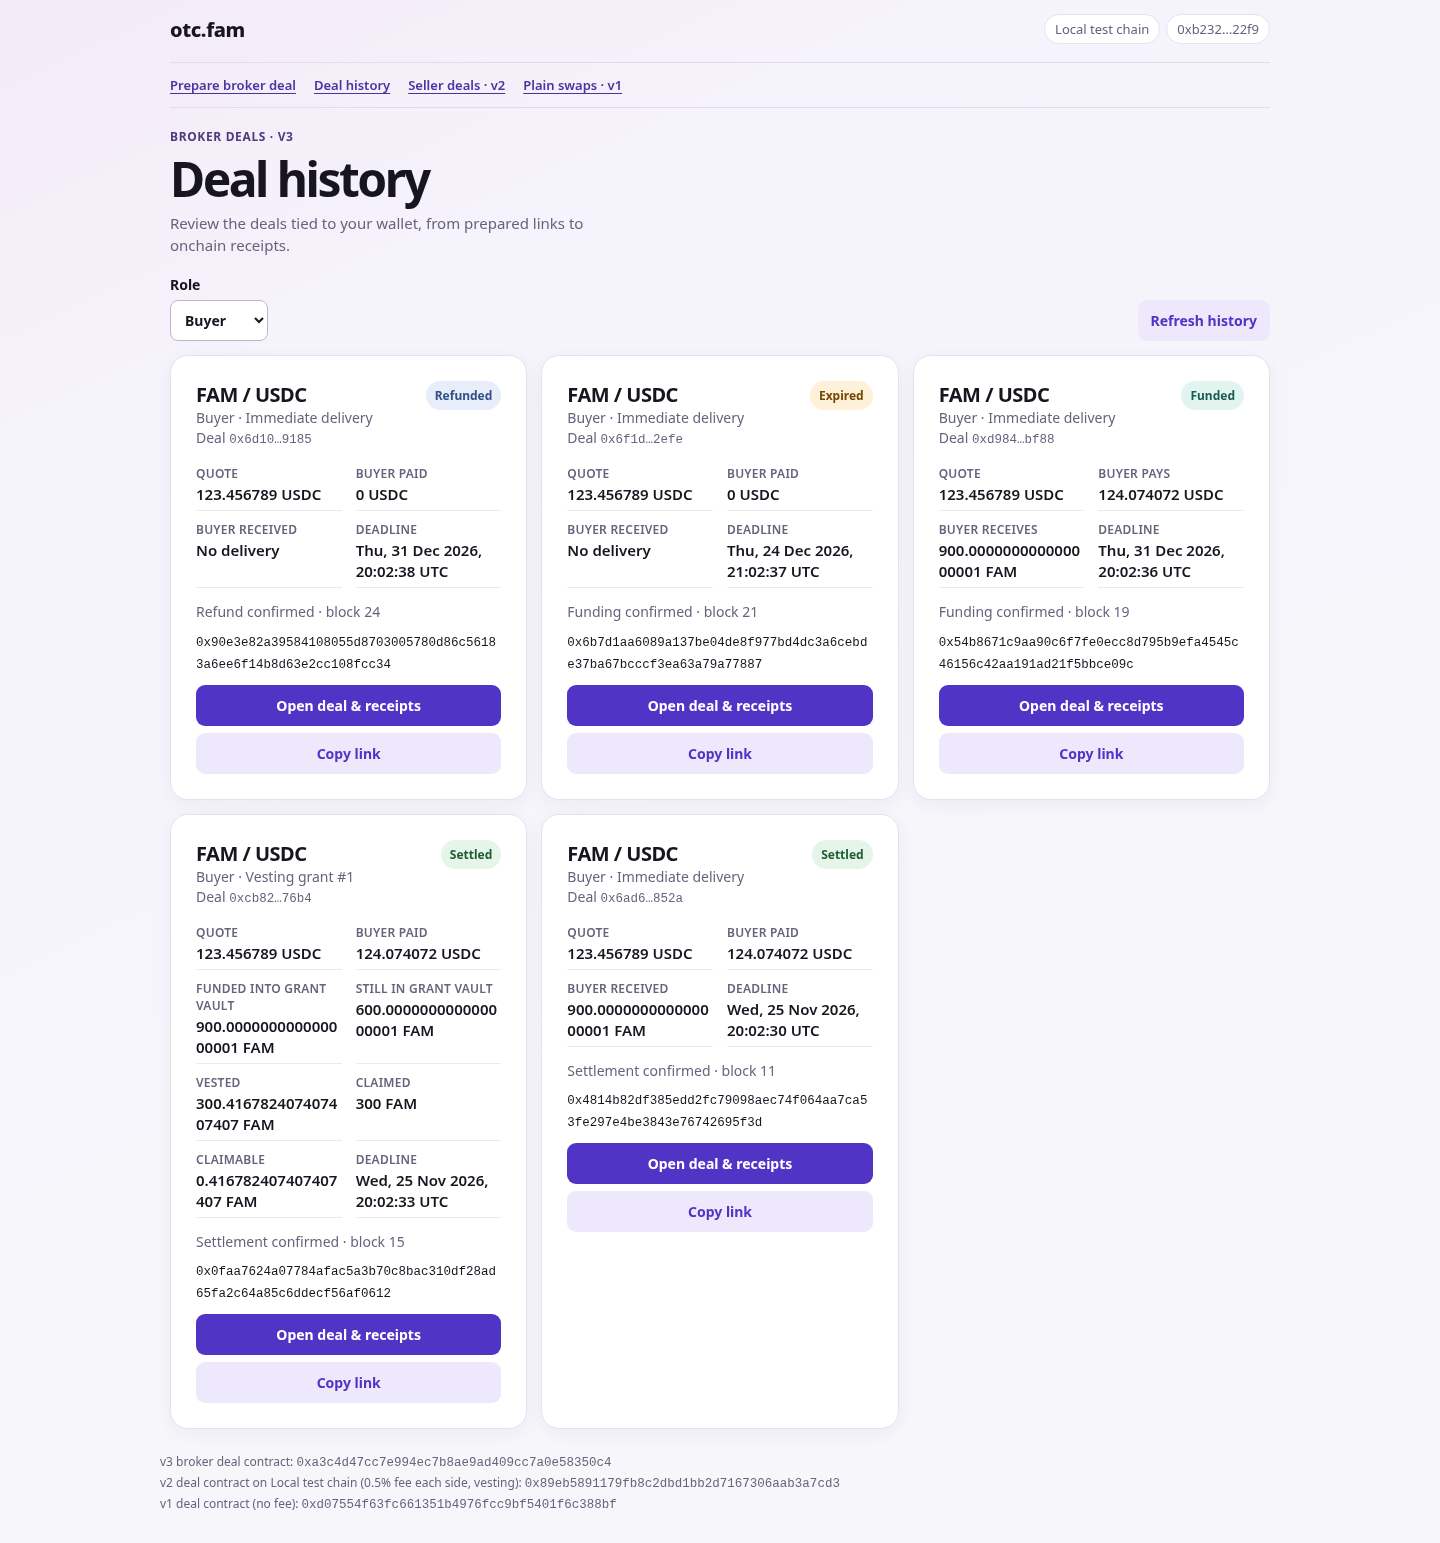 otc.fam
Local test chain
0xb232…22f9
Prepare broker deal
Deal history
Seller deals · v2
Plain swaps · v1
BROKER DEALS · V3
Deal history
Review the deals tied to your wallet, from prepared links to
onchain receipts.
Role
Buyer
Refresh history
FAM / USDC
Refunded
Buyer · Immediate delivery
Deal 0x6d10…9185
QUOTE
123.456789 USDC
BUYER PAID
0 USDC
BUYER RECEIVED
No delivery
DEADLINE
Thu, 31 Dec 2026,
20:02:38 UTC
Refund confirmed · block 24
0x90e3e82a39584108055d8703005780d86c5618
3a6ee6f14b8d63e2cc108fcc34
Open deal & receipts
Copy link
FAM / USDC
Expired
Buyer · Immediate delivery
Deal 0x6f1d…2efe
QUOTE
123.456789 USDC
BUYER PAID
0 USDC
BUYER RECEIVED
No delivery
DEADLINE
Thu, 24 Dec 2026,
21:02:37 UTC
Funding confirmed · block 21
0x6b7d1aa6089a137be04de8f977bd4dc3a6cebd
e37ba67bcccf3ea63a79a77887
Open deal & receipts
Copy link
FAM / USDC
Funded
Buyer · Immediate delivery
Deal 0xd984…bf88
QUOTE
123.456789 USDC
BUYER PAYS
124.074072 USDC
BUYER RECEIVES
900.0000000000000
00001 FAM
DEADLINE
Thu, 31 Dec 2026,
20:02:36 UTC
Funding confirmed · block 19
0x54b8671c9aa90c6f7fe0ecc8d795b9efa4545c
46156c42aa191ad21f5bbce09c
Open deal & receipts
Copy link
FAM / USDC
Settled
Buyer · Vesting grant #1
Deal 0xcb82…76b4
QUOTE
123.456789 USDC
BUYER PAID
124.074072 USDC
FUNDED INTO GRANT
VAULT
900.0000000000000
00001 FAM
STILL IN GRANT VAULT
600.0000000000000
00001 FAM
VESTED
300.4167824074074
07407 FAM
CLAIMED
300 FAM
CLAIMABLE
0.416782407407407
407 FAM
DEADLINE
Wed, 25 Nov 2026,
20:02:33 UTC
Settlement confirmed · block 15
0x0faa7624a07784afac5a3b70c8bac310df28ad
65fa2c64a85c6ddecf56af0612
Open deal & receipts
Copy link
FAM / USDC
Settled
Buyer · Immediate delivery
Deal 0x6ad6…852a
QUOTE
123.456789 USDC
BUYER PAID
124.074072 USDC
BUYER RECEIVED
900.0000000000000
00001 FAM
DEADLINE
Wed, 25 Nov 2026,
20:02:30 UTC
Settlement confirmed · block 11
0x4814b82df385edd2fc79098aec74f064aa7ca5
3fe297e4be3843e76742695f3d
Open deal & receipts
Copy link
v3 broker deal contract: 0xa3c4d47cc7e994ec7b8ae9ad409cc7a0e58350c4
v2 deal contract on Local test chain (0.5% fee each side, vesting): 0x89eb5891179fb8c2dbd1bb2d7167306aab3a7cd3
v1 deal contract (no fee): 0xd07554f63fc661351b4976fcc9bf5401f6c388bf